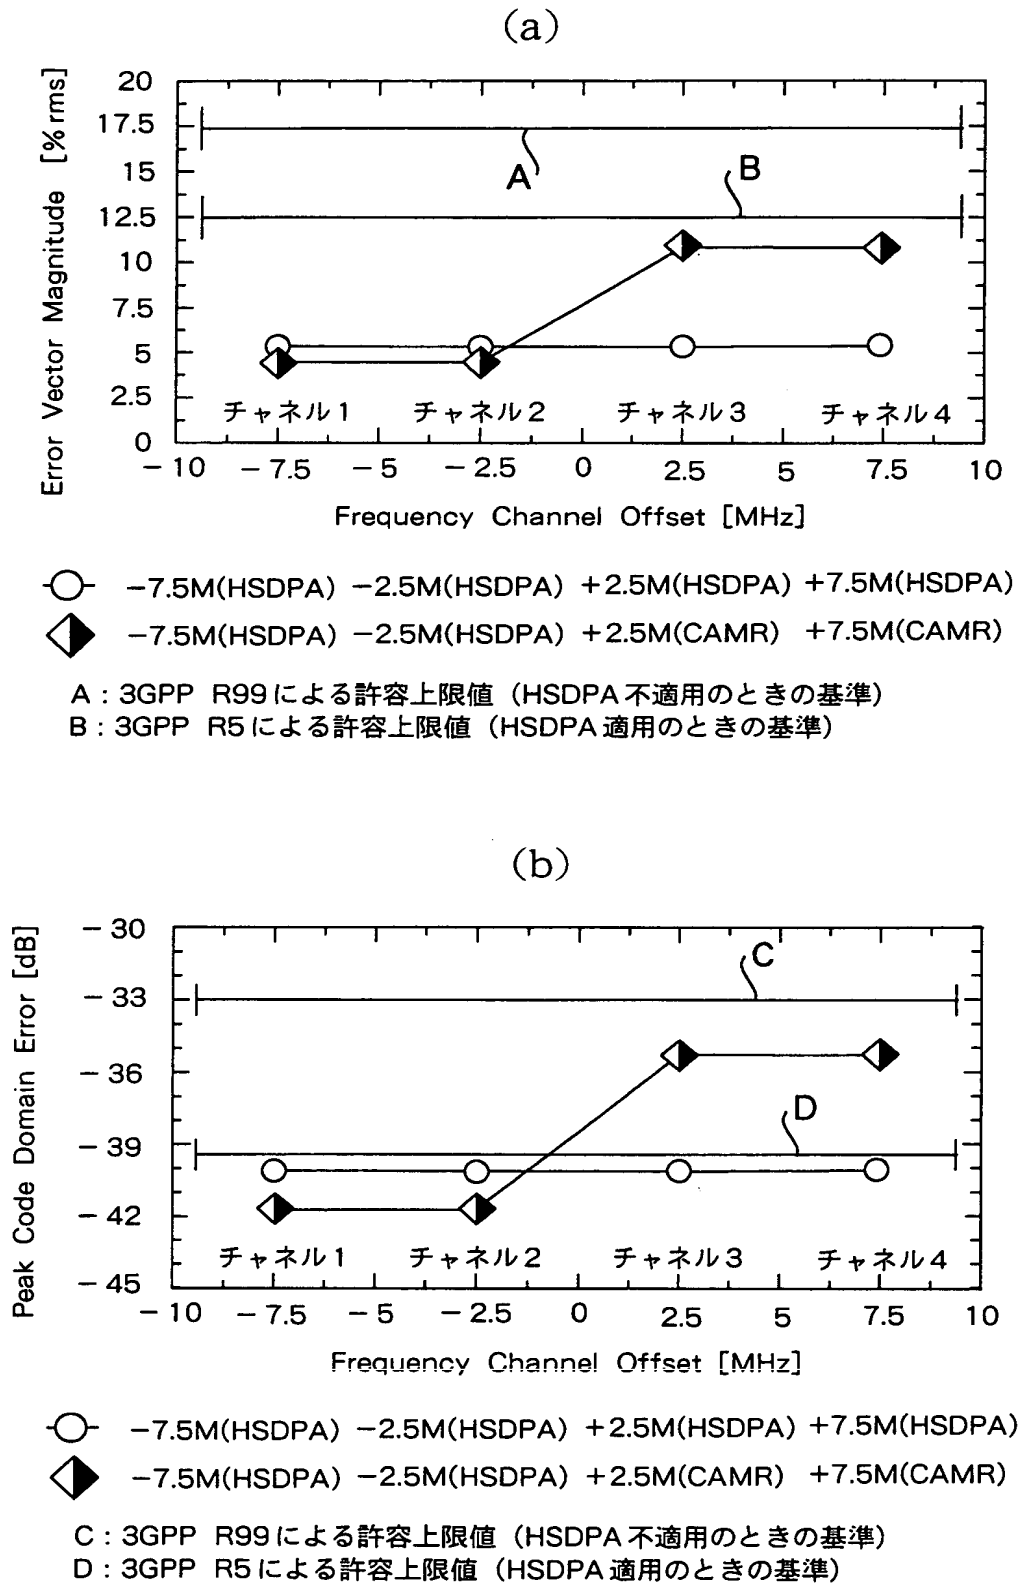 (a)
Error Vector Magnitude [%rms]
20
17.5
15
12.5
10
7.5
5
2.5
0
A
B
チャネル1 チャネル2 チャネル3 チャネル4
−10 −7.5 −5 −2.5 0 2.5 5 7.5 10
Frequency Channel Offset [MHz]
−7.5M(HSDPA) −2.5M(HSDPA) +2.5M(HSDPA) +7.5M(HSDPA)
−7.5M(HSDPA) −2.5M(HSDPA) +2.5M(CAMR) +7.5M(CAMR)
A：3GPP R99による許容上限値（HSDPA不適用のときの基準）
B：3GPP R5による許容上限値（HSDPA適用のときの基準）
(b)
Peak Code Domain Error [dB]
−30
−33
−36
−39
−42
−45
C
D
チャネル1 チャネル2 チャネル3 チャネル4
−10 −7.5 −5 −2.5 0 2.5 5 7.5 10
Frequency Channel Offset [MHz]
−7.5M(HSDPA) −2.5M(HSDPA) +2.5M(HSDPA) +7.5M(HSDPA)
−7.5M(HSDPA) −2.5M(HSDPA) +2.5M(CAMR) +7.5M(CAMR)
C：3GPP R99による許容上限値（HSDPA不適用のときの基準）
D：3GPP R5による許容上限値（HSDPA適用のときの基準）